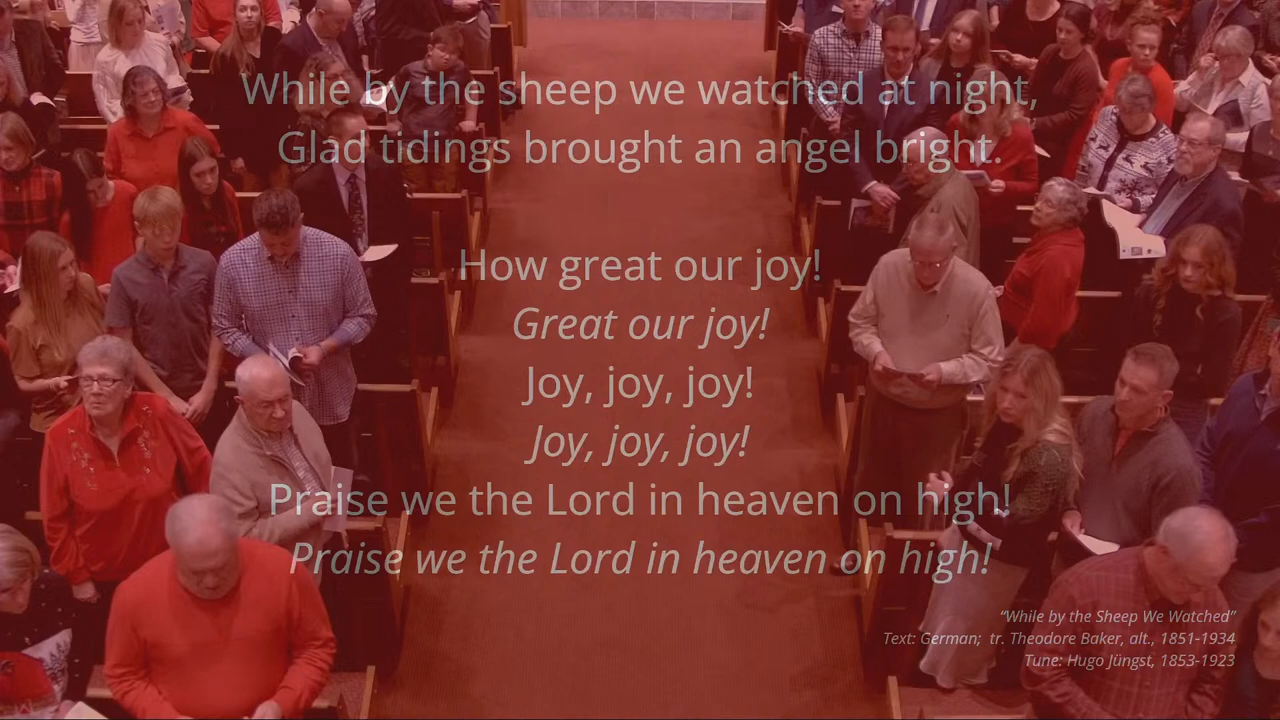 While by the sheep we watched at night,
Glad tidings brought an angel bright.
How great our joy!
Great our joy!
Joy, joy, joy!
Joy, joy, joy!
Praise we the Lord in heaven on high!
Praise we the Lord in heaven on high!
“While by the Sheep We Watched”
Text: German;  tr. Theodore Baker, alt., 1851-1934
Tune: Hugo Jüngst, 1853-1923